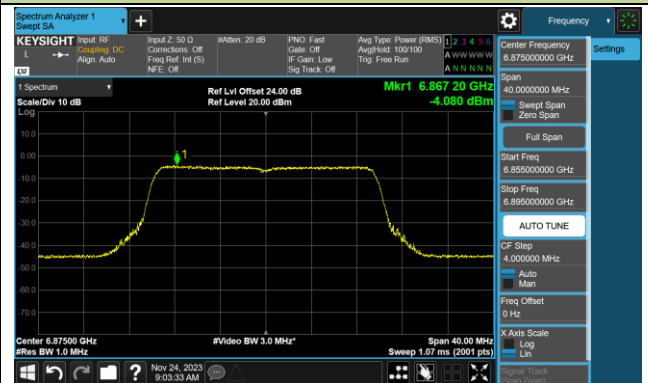 Spectrum Analyzer 1
Swept SA
+
Frequency
KEYSIGHT
L
LXI
Input: RF
Coupling: DC
Align: Auto
Input Z: 50 Ω
Corrections: Off
Freq Ref: Int (S)
NFE: Off
#Atten: 20 dB
PNO: Fast
Gate: Off
IF Gain: Low
Sig Track: Off
Avg Type: Power (RMS)
Avg|Hold: 100/100
Trig: Free Run
1 2 3 4 5 6
A W W W W W
A N N N N N
1 Spectrum
Scale/Div 10 dB
Log
Ref Lvl Offset 24.00 dB
Ref Level 20.00 dBm
Mkr1 6.867 20 GHz
-4.080 dBm
1
10.0
0.00
-10.0
-20.0
-30.0
-40.0
-50.0
-60.0
-70.0
Center 6.87500 GHz
#Res BW 1.0 MHz
#Video BW 3.0 MHz*
Span 40.00 MHz
Sweep 1.07 ms (2001 pts)
Nov 24, 2023
9:03:33 AM
?
Center Frequency
6.875000000 GHz
Settings
Span
40.0000000 MHz
Swept Span
Zero Span
Full Span
Start Freq
6.855000000 GHz
Stop Freq
6.895000000 GHz
AUTO TUNE
CF Step
4.000000 MHz
Auto
Man
Freq Offset
0 Hz
X Axis Scale
Log
Lin
Signal Track
(Span Zoom)